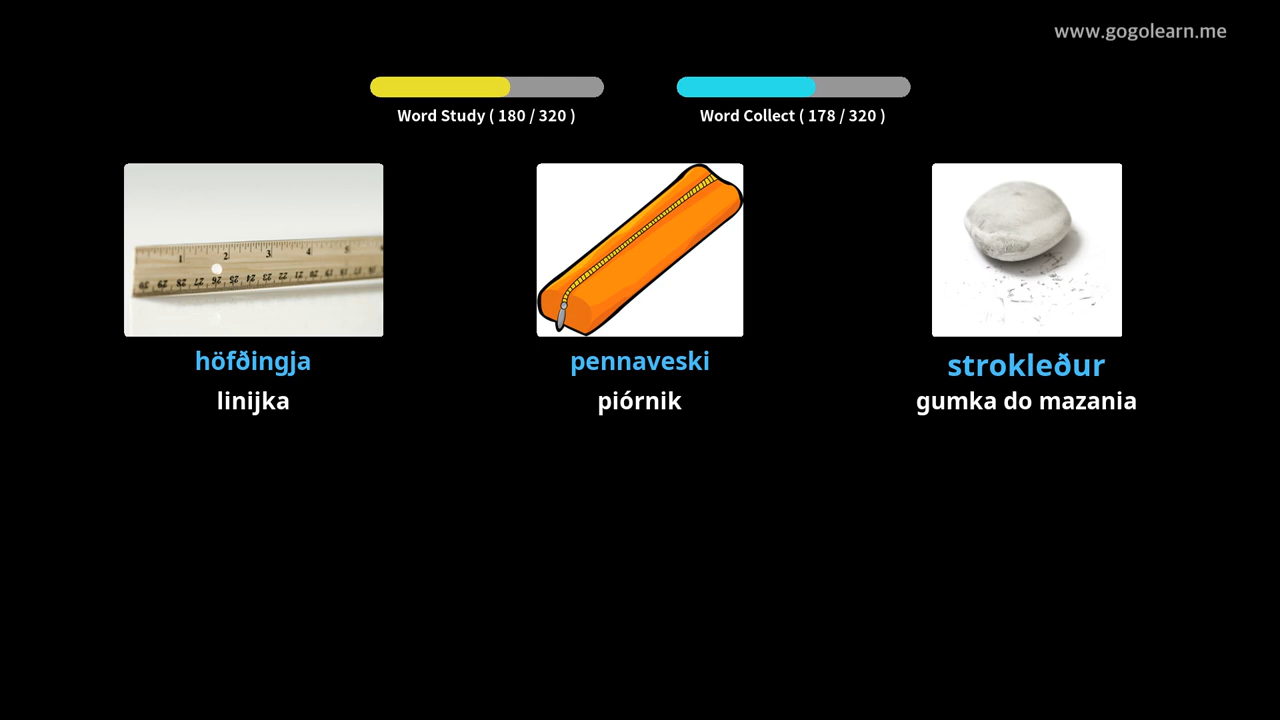 www.gogolearn.me
Word Study ( 180 / 320 )
Word Collect ( 178 / 320 )
höfðingja
pennaveski
strokleður
linijka
piórnik
gumka do mazania